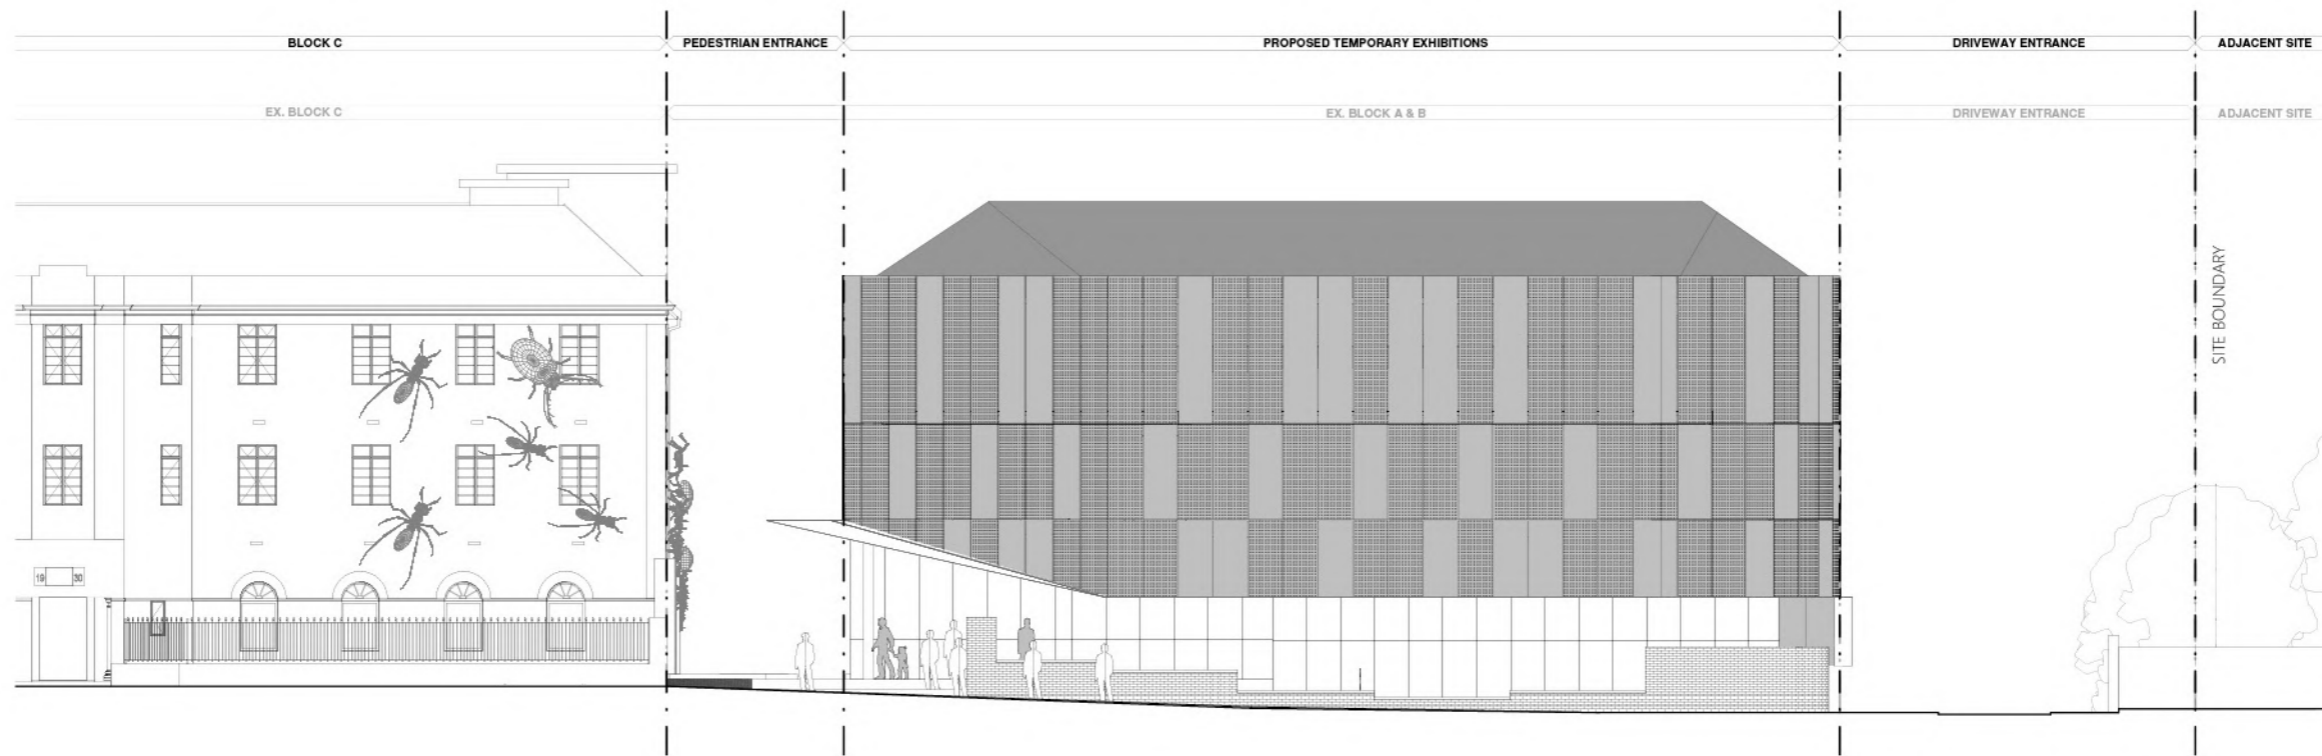 BLOCK C PEDESTRIAN ENTRANCE PROPOSED TEMPORARY EXHIBITIONS DRIVEWAY ENTRANCE ADJACENT SITE
EX. BLOCK C EX. BLOCK A & B DRIVEWAY ENTRANCE ADJACENT SITE
SITE BOUNDARY
19 30